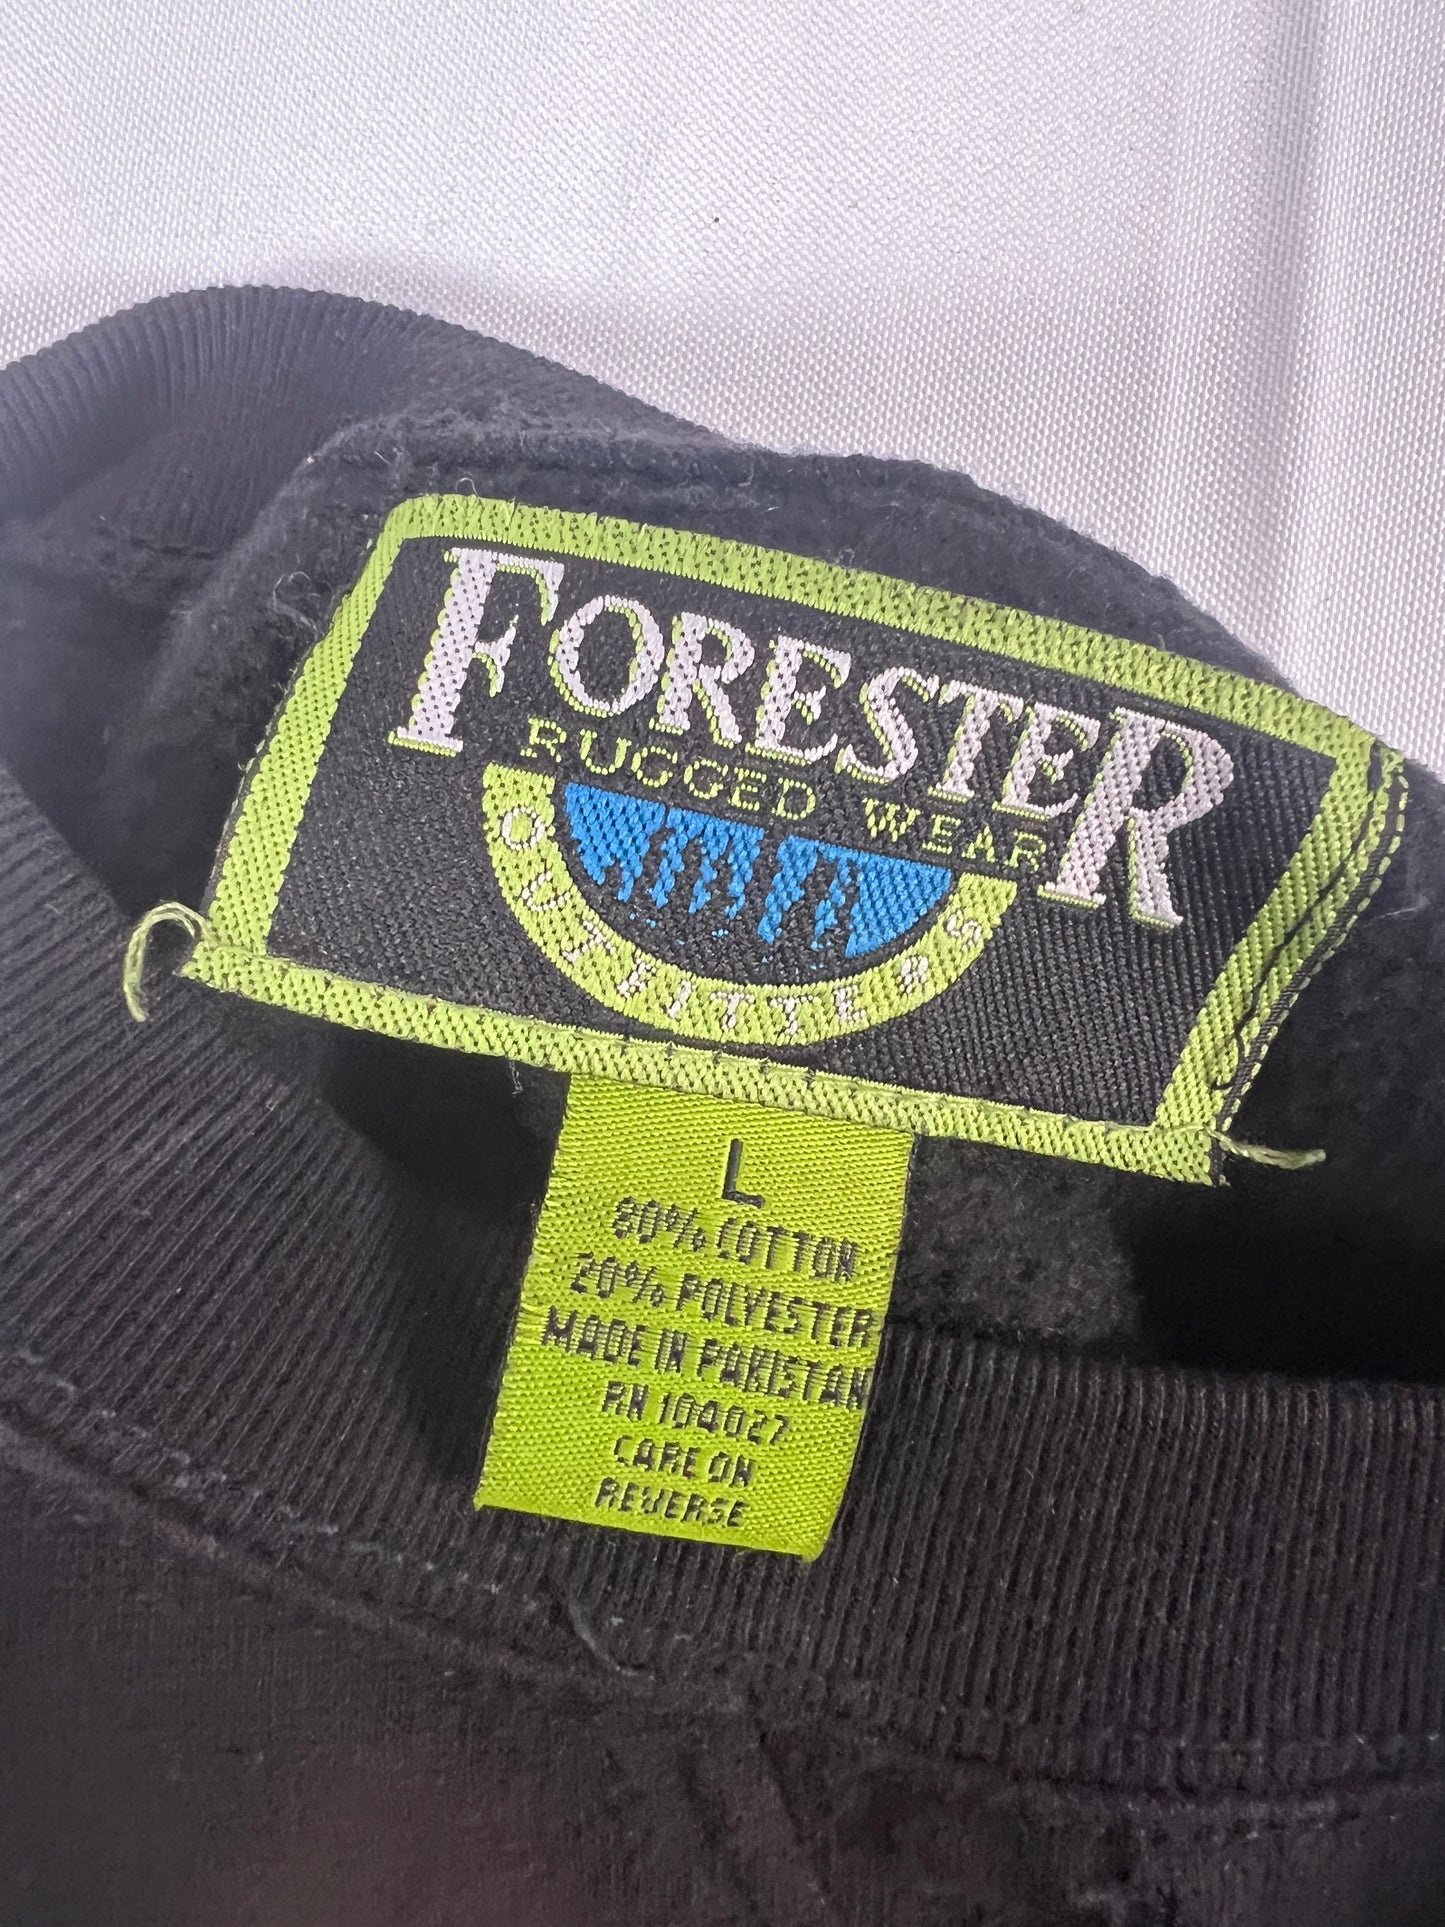 FORESTER
RUGGED WEAR
OUTFITTERS
L
80% COTTON
20% POLYESTER
MADE IN PAKISTAN
RN 104027
CARE ON
REVERSE